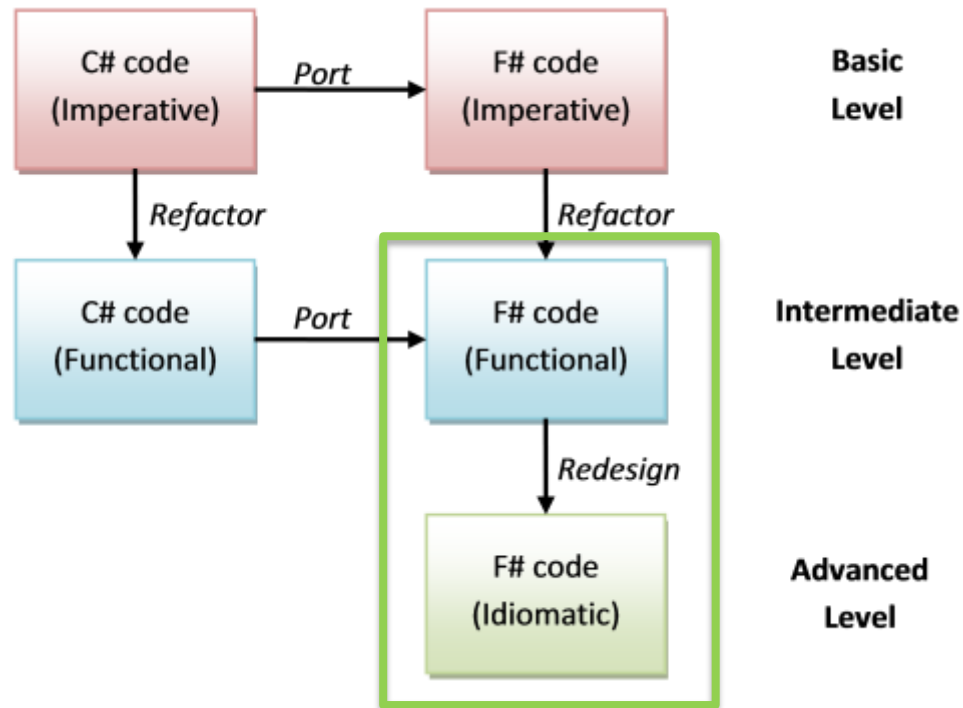 C# code
(Imperative)
Port
F# code
(Imperative)
Basic
Level
Refactor
Refactor
C# code
(Functional)
Port
F# code
(Functional)
Intermediate
Level
Redesign
F# code
(Idiomatic)
Advanced
Level